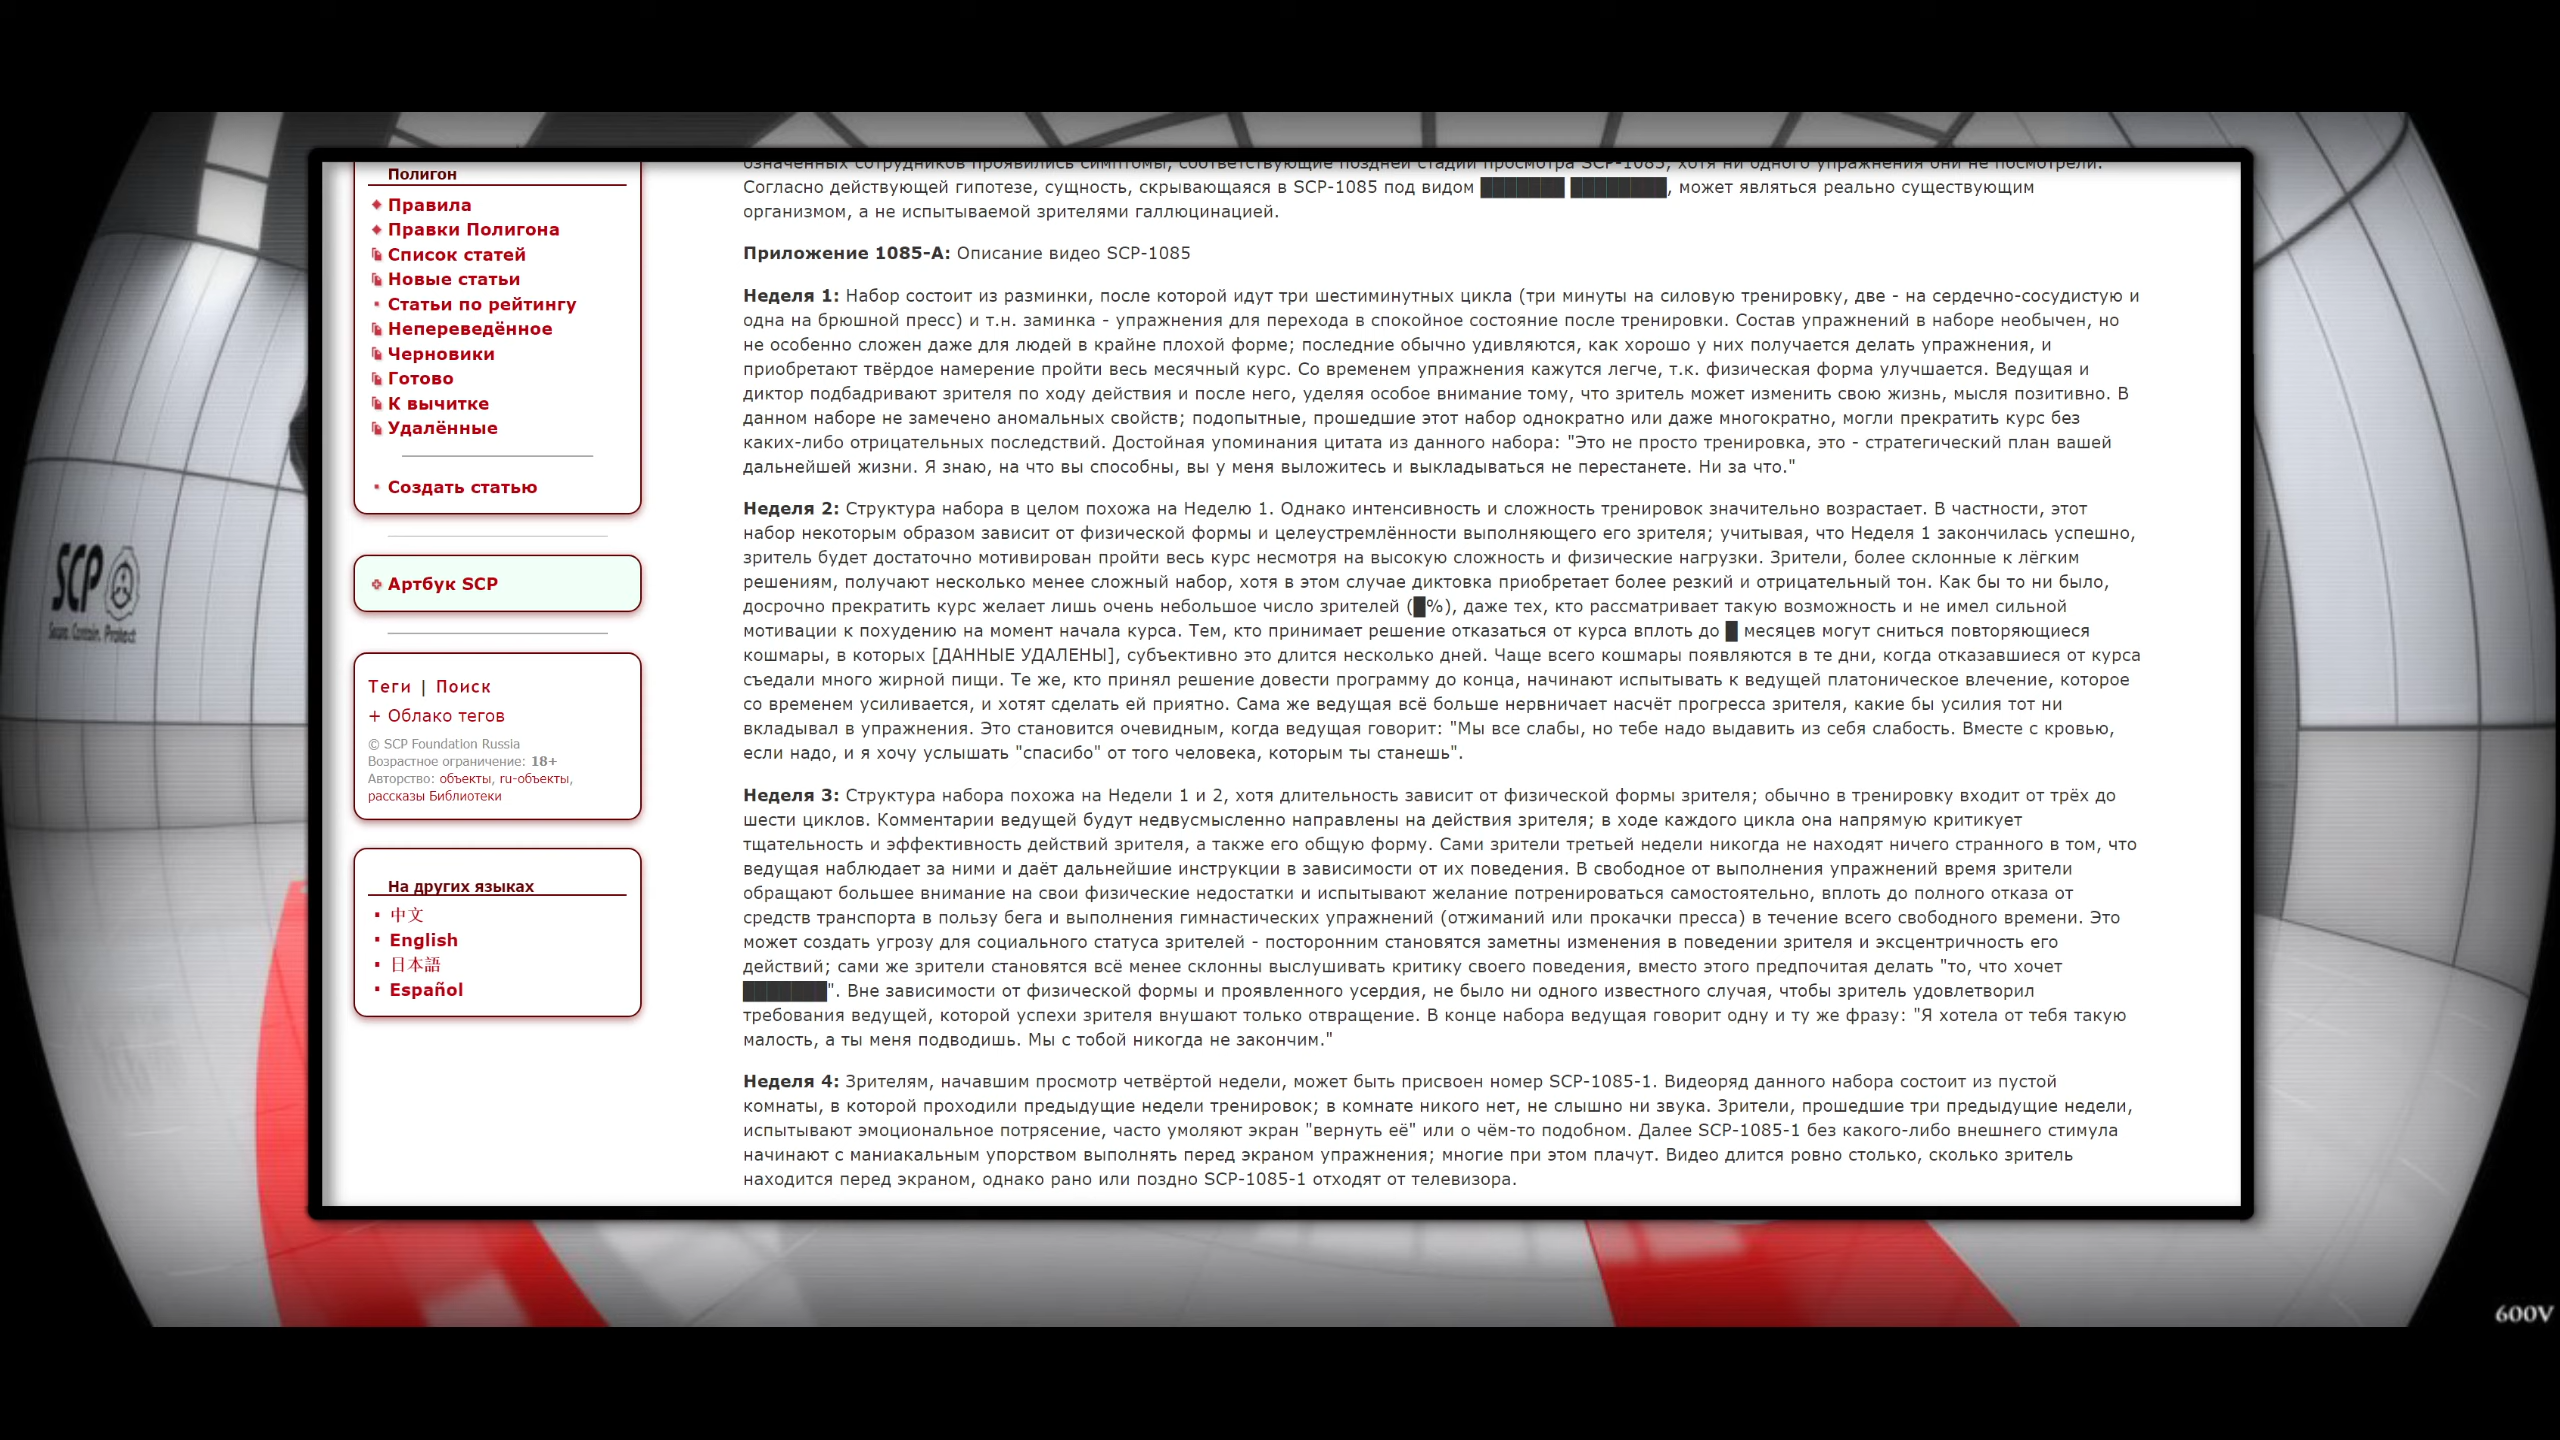 Полигон
Правила
Правки Полигона
Список статей
Новые статьи
Статьи по рейтингу
Непереведённое
Черновики
Готово
К вычитке
Удалённые
Создать статью
Артбук SCP
Теги | Поиск
+ Облако тегов
© SCP Foundation Russia
Возрастное ограничение: 18+
Авторство: объекты, ru-объекты,
рассказы Библиотеки
На других языках
中文
English
日本語
Español
означенных сотрудников проявились симптомы, соответствующие поздней стадии просмотра SCP-1085, хотя ни одного упражнения они не посмотрели.
Согласно действующей гипотезе, сущность, скрывающаяся в SCP-1085 под видом ███████ ████████, может являться реально существующим
организмом, а не испытываемой зрителями галлюцинацией.
Приложение 1085-А: Описание видео SCP-1085
Неделя 1: Набор состоит из разминки, после которой идут три шестиминутных цикла (три минуты на силовую тренировку, две - на сердечно-сосудистую и
одна на брюшной пресс) и т.н. заминка - упражнения для перехода в спокойное состояние после тренировки. Состав упражнений в наборе необычен, но
не особенно сложен даже для людей в крайне плохой форме; последние обычно удивляются, как хорошо у них получается делать упражнения, и
приобретают твёрдое намерение пройти весь месячный курс. Со временем упражнения кажутся легче, т.к. физическая форма улучшается. Ведущая и
диктор подбадривают зрителя по ходу действия и после него, уделяя особое внимание тому, что зритель может изменить свою жизнь, мысля позитивно. В
данном наборе не замечено аномальных свойств; подопытные, прошедшие этот набор однократно или даже многократно, могли прекратить курс без
каких-либо отрицательных последствий. Достойная упоминания цитата из данного набора: "Это не просто тренировка, это - стратегический план вашей
дальнейшей жизни. Я знаю, на что вы способны, вы у меня выложитесь и выкладываться не перестанете. Ни за что."
Неделя 2: Структура набора в целом похожа на Неделю 1. Однако интенсивность и сложность тренировок значительно возрастает. В частности, этот
набор некоторым образом зависит от физической формы и целеустремлённости выполняющего его зрителя; учитывая, что Неделя 1 закончилась успешно,
зритель будет достаточно мотивирован пройти весь курс несмотря на высокую сложность и физические нагрузки. Зрители, более склонные к лёгким
решениям, получают несколько менее сложный набор, хотя в этом случае диктовка приобретает более резкий и отрицательный тон. Как бы то ни было,
досрочно прекратить курс желает лишь очень небольшое число зрителей (█%), даже тех, кто рассматривает такую возможность и не имел сильной
мотивации к похудению на момент начала курса. Тем, кто принимает решение отказаться от курса вплоть до █ месяцев могут сниться повторяющиеся
кошмары, в которых [ДАННЫЕ УДАЛЕНЫ], субъективно это длится несколько дней. Чаще всего кошмары появляются в те дни, когда отказавшиеся от курса
съедали много жирной пищи. Те же, кто принял решение довести программу до конца, начинают испытывать к ведущей платоническое влечение, которое
со временем усиливается, и хотят сделать ей приятно. Сама же ведущая всё больше нервничает насчёт прогресса зрителя, какие бы усилия тот ни
вкладывал в упражнения. Это становится очевидным, когда ведущая говорит: "Мы все слабы, но тебе надо выдавить из себя слабость. Вместе с кровью,
если надо, и я хочу услышать "спасибо" от того человека, которым ты станешь".
Неделя 3: Структура набора похожа на Недели 1 и 2, хотя длительность зависит от физической формы зрителя; обычно в тренировку входит от трёх до
шести циклов. Комментарии ведущей будут недвусмысленно направлены на действия зрителя; в ходе каждого цикла она напрямую критикует
тщательность и эффективность действий зрителя, а также его общую форму. Сами зрители третьей недели никогда не находят ничего странного в том, что
ведущая наблюдает за ними и даёт дальнейшие инструкции в зависимости от их поведения. В свободное от выполнения упражнений время зрители
обращают большее внимание на свои физические недостатки и испытывают желание потренироваться самостоятельно, вплоть до полного отказа от
средств транспорта в пользу бега и выполнения гимнастических упражнений (отжиманий или прокачки пресса) в течение всего свободного времени. Это
может создать угрозу для социального статуса зрителей - посторонним становятся заметны изменения в поведении зрителя и эксцентричность его
действий; сами же зрители становятся всё менее склонны выслушивать критику своего поведения, вместо этого предпочитая делать "то, что хочет
███████". Вне зависимости от физической формы и проявленного усердия, не было ни одного известного случая, чтобы зритель удовлетворил
требования ведущей, которой успехи зрителя внушают только отвращение. В конце набора ведущая говорит одну и ту же фразу: "Я хотела от тебя такую
малость, а ты меня подводишь. Мы с тобой никогда не закончим."
Неделя 4: Зрителям, начавшим просмотр четвёртой недели, может быть присвоен номер SCP-1085-1. Видеоряд данного набора состоит из пустой
комнаты, в которой проходили предыдущие недели тренировок; в комнате никого нет, не слышно ни звука. Зрители, прошедшие три предыдущие недели,
испытывают эмоциональное потрясение, часто умоляют экран "вернуть её" или о чём-то подобном. Далее SCP-1085-1 без какого-либо внешнего стимула
начинают с маниакальным упорством выполнять перед экраном упражнения; многие при этом плачут. Видео длится ровно столько, сколько зритель
находится перед экраном, однако рано или поздно SCP-1085-1 отходят от телевизора.
SCP
Secure. Contain. Protect
600V